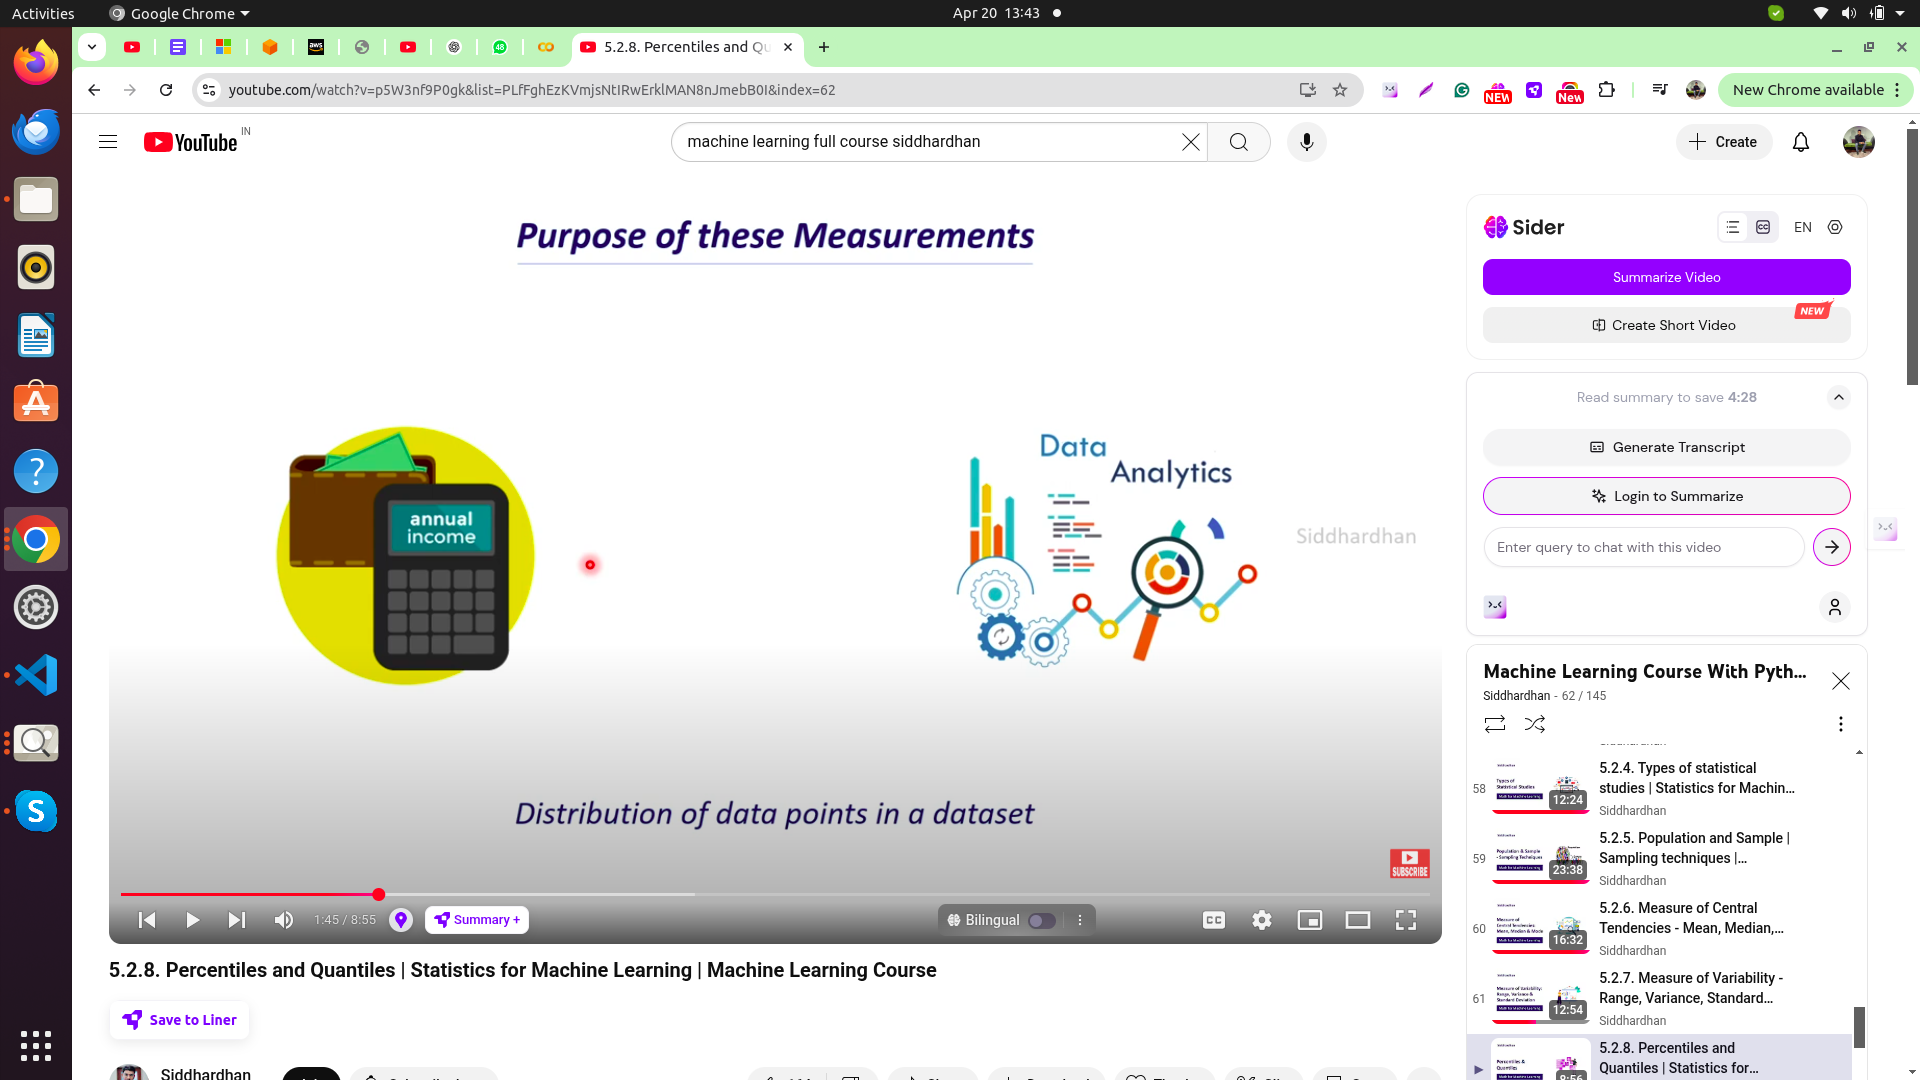 Activities
Google Chrome
Apr 20 13:43
5.2.8. Percentiles and Qu
youtube.com/watch?v=p5W3nf9P0gk&list=PLfFghEzKVmjsNtIRwErklMAN8nJmebB0I&index=62
NEW
New
New Chrome available
YouTube
IN
machine learning full course siddhardhan
Create
Purpose of these Measurements
annual
income
Data
Analytics
Siddhardhan
Distribution of data points in a dataset
SUBSCRIBE
1:45 / 8:55
Summary +
Bilingual
CC
5.2.8. Percentiles and Quantiles | Statistics for Machine Learning | Machine Learning Course
Save to Liner
Siddhardhan
Sider
EN
Summarize Video
NEW
Create Short Video
Read summary to save 4:28
Generate Transcript
Login to Summarize
Enter query to chat with this video
Machine Learning Course With Pyth...
Siddhardhan - 62 / 145
58
12:24
5.2.4. Types of statistical
studies | Statistics for Machin...
Siddhardhan
59
23:38
5.2.5. Population and Sample |
Sampling techniques |...
Siddhardhan
60
16:32
5.2.6. Measure of Central
Tendencies - Mean, Median,...
Siddhardhan
61
12:54
5.2.7. Measure of Variability -
Range, Variance, Standard...
Siddhardhan
8:56
5.2.8. Percentiles and
Quantiles | Statistics for...